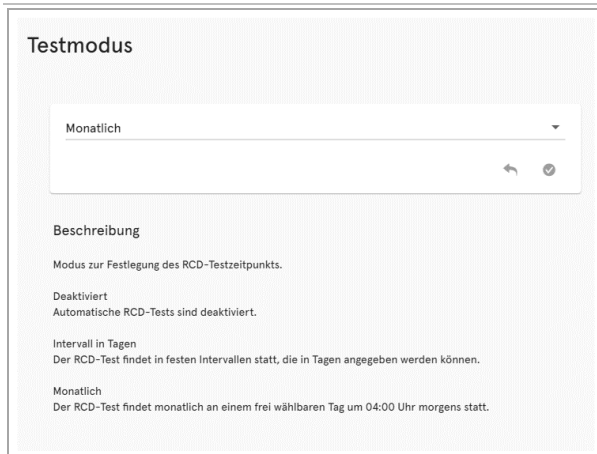 Testmodus
Monatlich
Beschreibung
Modus zur Festlegung des RCD-Testzeitpunkts.
Deaktiviert
Automatische RCD-Tests sind deaktiviert.
Intervall in Tagen
Der RCD-Test findet in festen Intervallen statt, die in Tagen angegeben werden können.
Monatlich
Der RCD-Test findet monatlich an einem frei wählbaren Tag um 04:00 Uhr morgens statt.